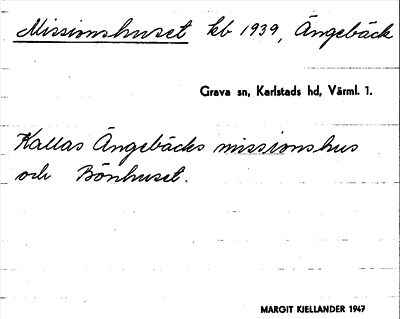 Missionshuset kb 1939, Ängebäck
Grava sn, Karlstads hd, Värml. 1.
Kallas Ängebäcks missionshus
och Bönhuset.
MARGIT KJELLANDER 1947